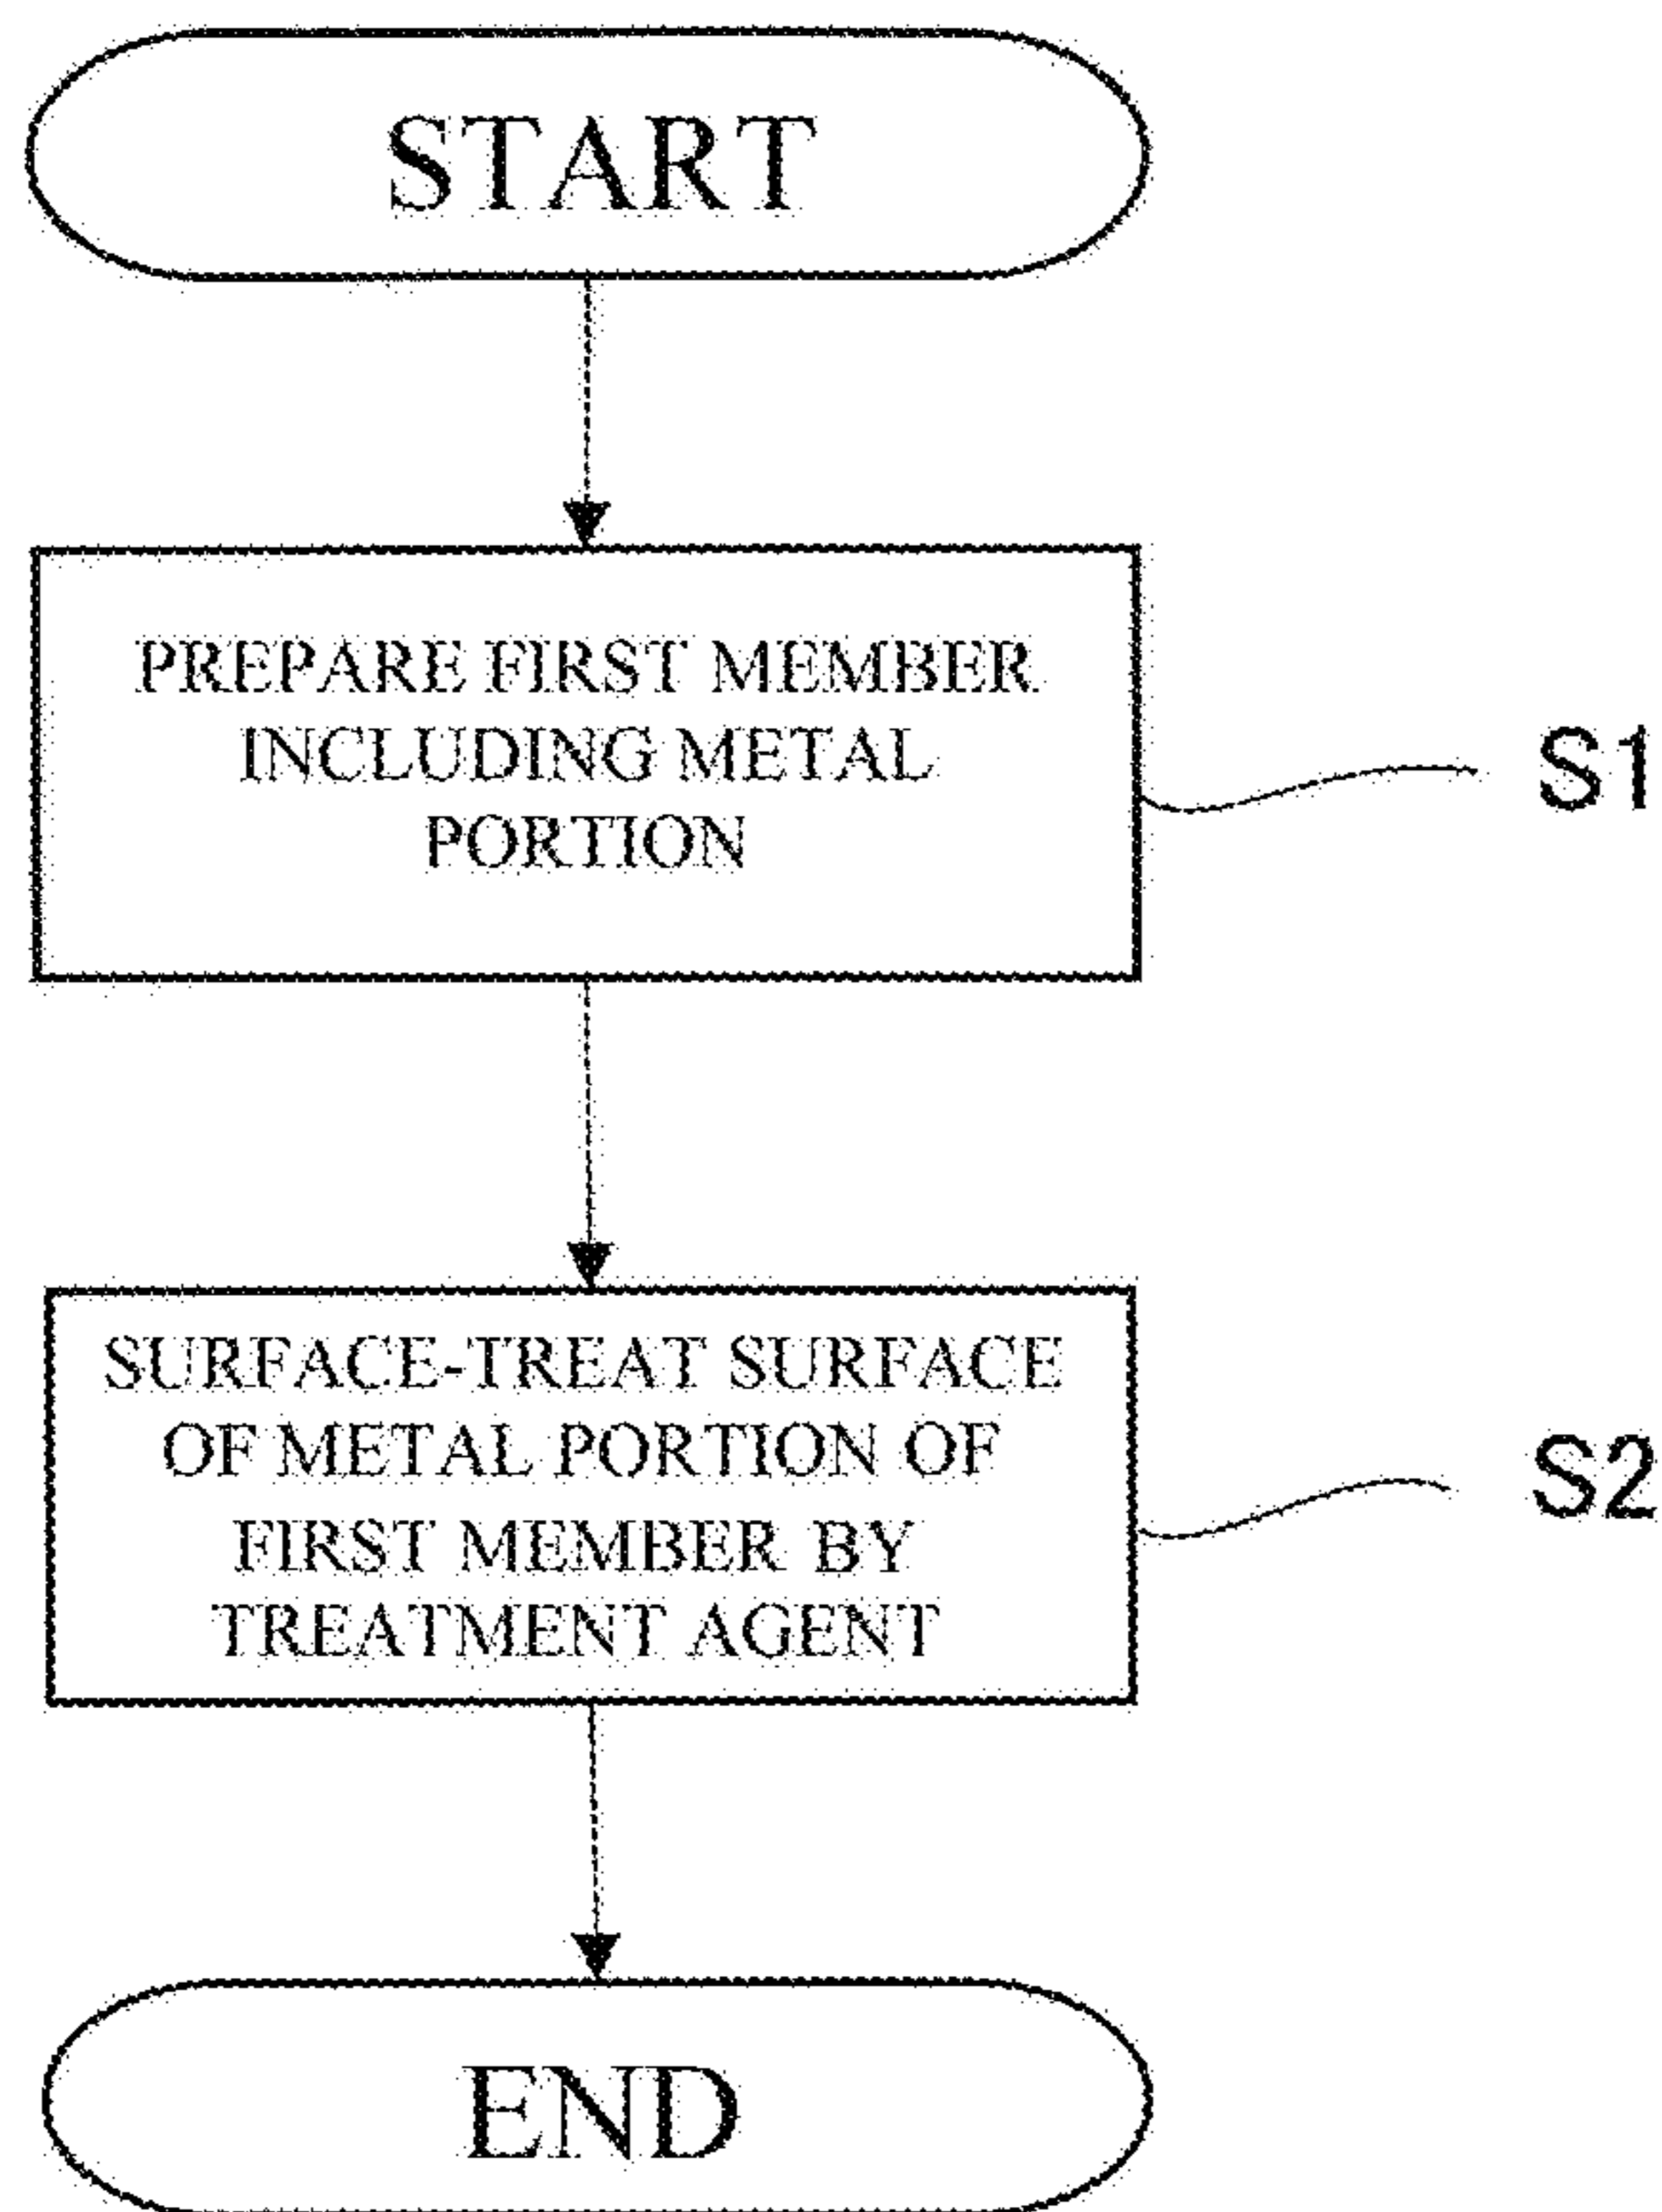 START
PREPARE FIRST MEMBER
INCLUDING METAL
PORTION
S1
SURFACE-TREAT SURFACE
OF METAL PORTION OF
FIRST MEMBER BY
TREATMENT AGENT
S2
END